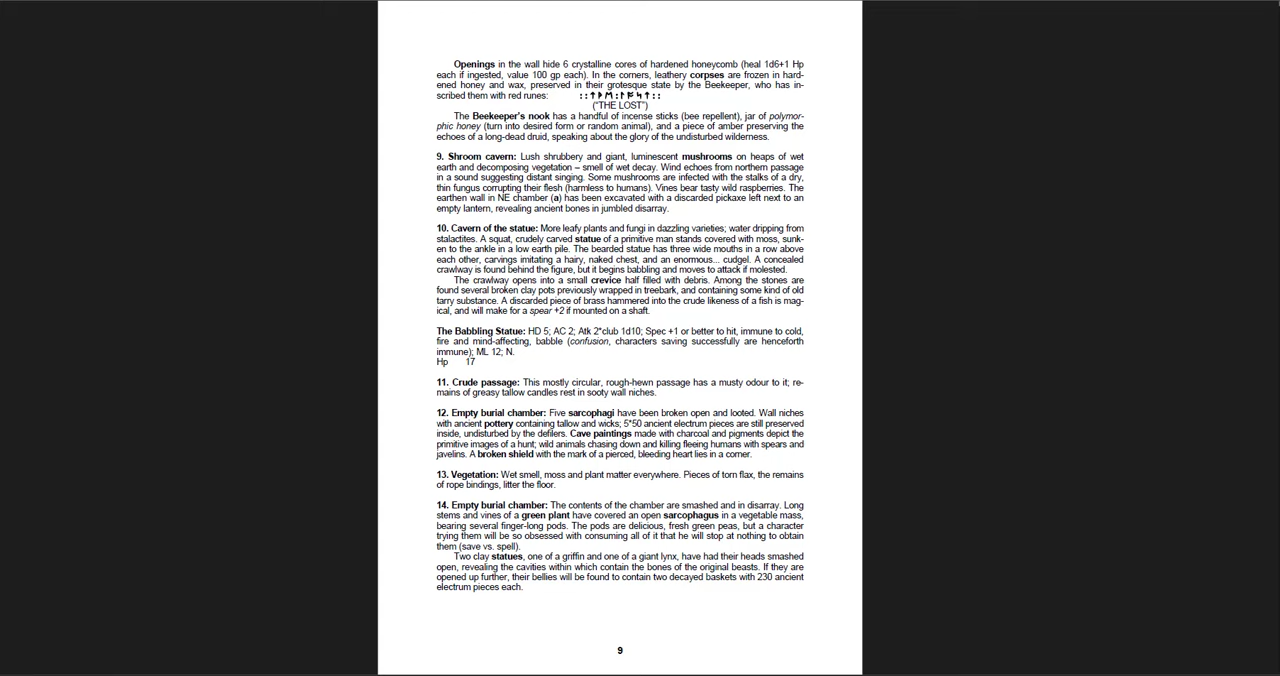 Openings in the wall hide 6 crystalline cores of hardened honeycomb (heal 1d6+1 Hp
each if ingested, value 100 gp each). In the corners, leathery corpses are frozen in hard-
ened honey and wax, preserved in their grotesque state by the Beekeeper, who has in-
scribed them with red runes: ::ᛏᚦᛖ:ᛚᚩᛋᛏ::
("THE LOST")
The Beekeeper's nook has a handful of incense sticks (bee repellent), jar of polymor-
phic honey (turn into desired form or random animal), and a piece of amber preserving the
echoes of a long-dead druid, speaking about the glory of the undisturbed wilderness.
9. Shroom cavern: Lush shrubbery and giant, luminescent mushrooms on heaps of wet
earth and decomposing vegetation – smell of wet decay. Wind echoes from northern passage
in a sound suggesting distant singing. Some mushrooms are infected with the stalks of a dry,
thin fungus corrupting their flesh (harmless to humans). Vines bear tasty wild raspberries. The
earthen wall in NE chamber (a) has been excavated with a discarded pickaxe left next to an
empty lantern, revealing ancient bones in jumbled disarray.
10. Cavern of the statue: More leafy plants and fungi in dazzling varieties; water dripping from
stalactites. A squat, crudely carved statue of a primitive man stands covered with moss, sunk-
en to the ankle in a low earth pile. The bearded statue has three wide mouths in a row above
each other, carvings imitating a hairy, naked chest, and an enormous... cudgel. A concealed
crawlway is found behind the figure, but it begins babbling and moves to attack if molested.
The crawlway opens into a small crevice half filled with debris. Among the stones are
found several broken clay pots previously wrapped in treebark, and containing some kind of old
tarry substance. A discarded piece of brass hammered into the crude likeness of a fish is mag-
ical, and will make for a spear +2 if mounted on a shaft.
The Babbling Statue: HD 5; AC 2; Atk 2*club 1d10; Spec +1 or better to hit, immune to cold,
fire and mind-affecting, babble (confusion, characters saving successfully are henceforth
immune); ML 12; N.
Hp 17
11. Crude passage: This mostly circular, rough-hewn passage has a musty odour to it; re-
mains of greasy tallow candles rest in sooty wall niches.
12. Empty burial chamber: Five sarcophagi have been broken open and looted. Wall niches
with ancient pottery containing tallow and wicks; 5*50 ancient electrum pieces are still preserved
inside, undisturbed by the defilers. Cave paintings made with charcoal and pigments depict the
primitive images of a hunt; wild animals chasing down and killing fleeing humans with spears and
javelins. A broken shield with the mark of a pierced, bleeding heart lies in a corner.
13. Vegetation: Wet smell, moss and plant matter everywhere. Pieces of torn flax, the remains
of rope bindings, litter the floor.
14. Empty burial chamber: The contents of the chamber are smashed and in disarray. Long
stems and vines of a green plant have covered an open sarcophagus in a vegetable mass,
bearing several finger-long pods. The pods are delicious, fresh green peas, but a character
trying them will be so obsessed with consuming all of it that he will stop at nothing to obtain
them (save vs. spell).
Two clay statues, one of a griffin and one of a giant lynx, have had their heads smashed
open, revealing the cavities within which contain the bones of the original beasts. If they are
opened up further, their bellies will be found to contain two decayed baskets with 230 ancient
electrum pieces each.
9